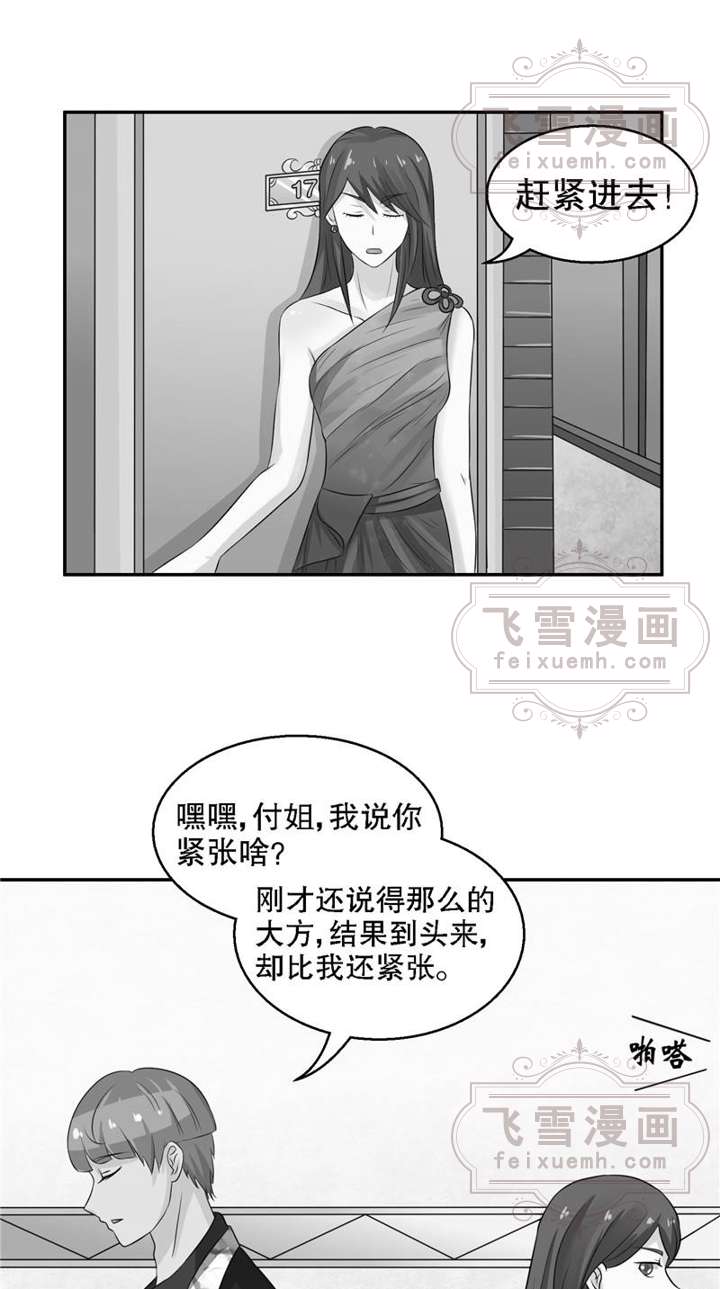 飞雪漫画
feixuemh.com
赶紧进去！
17
飞雪漫画
feixuemh.com
嘿嘿，付姐，我说你
紧张啥？
刚才还说得那么的
大方，结果到头来，
却比我还紧张。
啪嗒
飞雪漫画
feixuemh.com